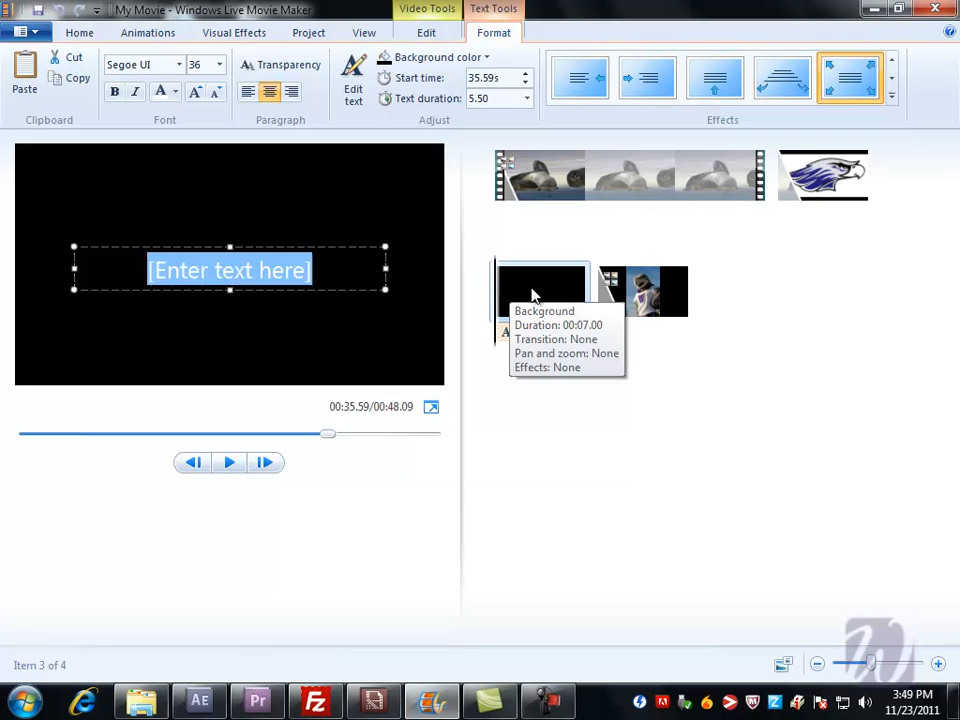 My Movie - Windows Live Movie Maker
Video Tools
Text Tools
Home
Animations
Visual Effects
Project
View
Edit
Format
Paste
Cut
Copy
Clipboard
Segoe UI
36
B I A A A
Font
Transparency
Paragraph
Edit
text
Background color
Start time: 35.59s
Text duration: 5.50
Adjust
Effects
[Enter text here]
00:35.59/00:48.09
A
Background
Duration: 00:07.00
Transition: None
Pan and zoom: None
Effects: None
Item 3 of 4
W
Ae
Pr
Fz
3:49 PM
11/23/2011